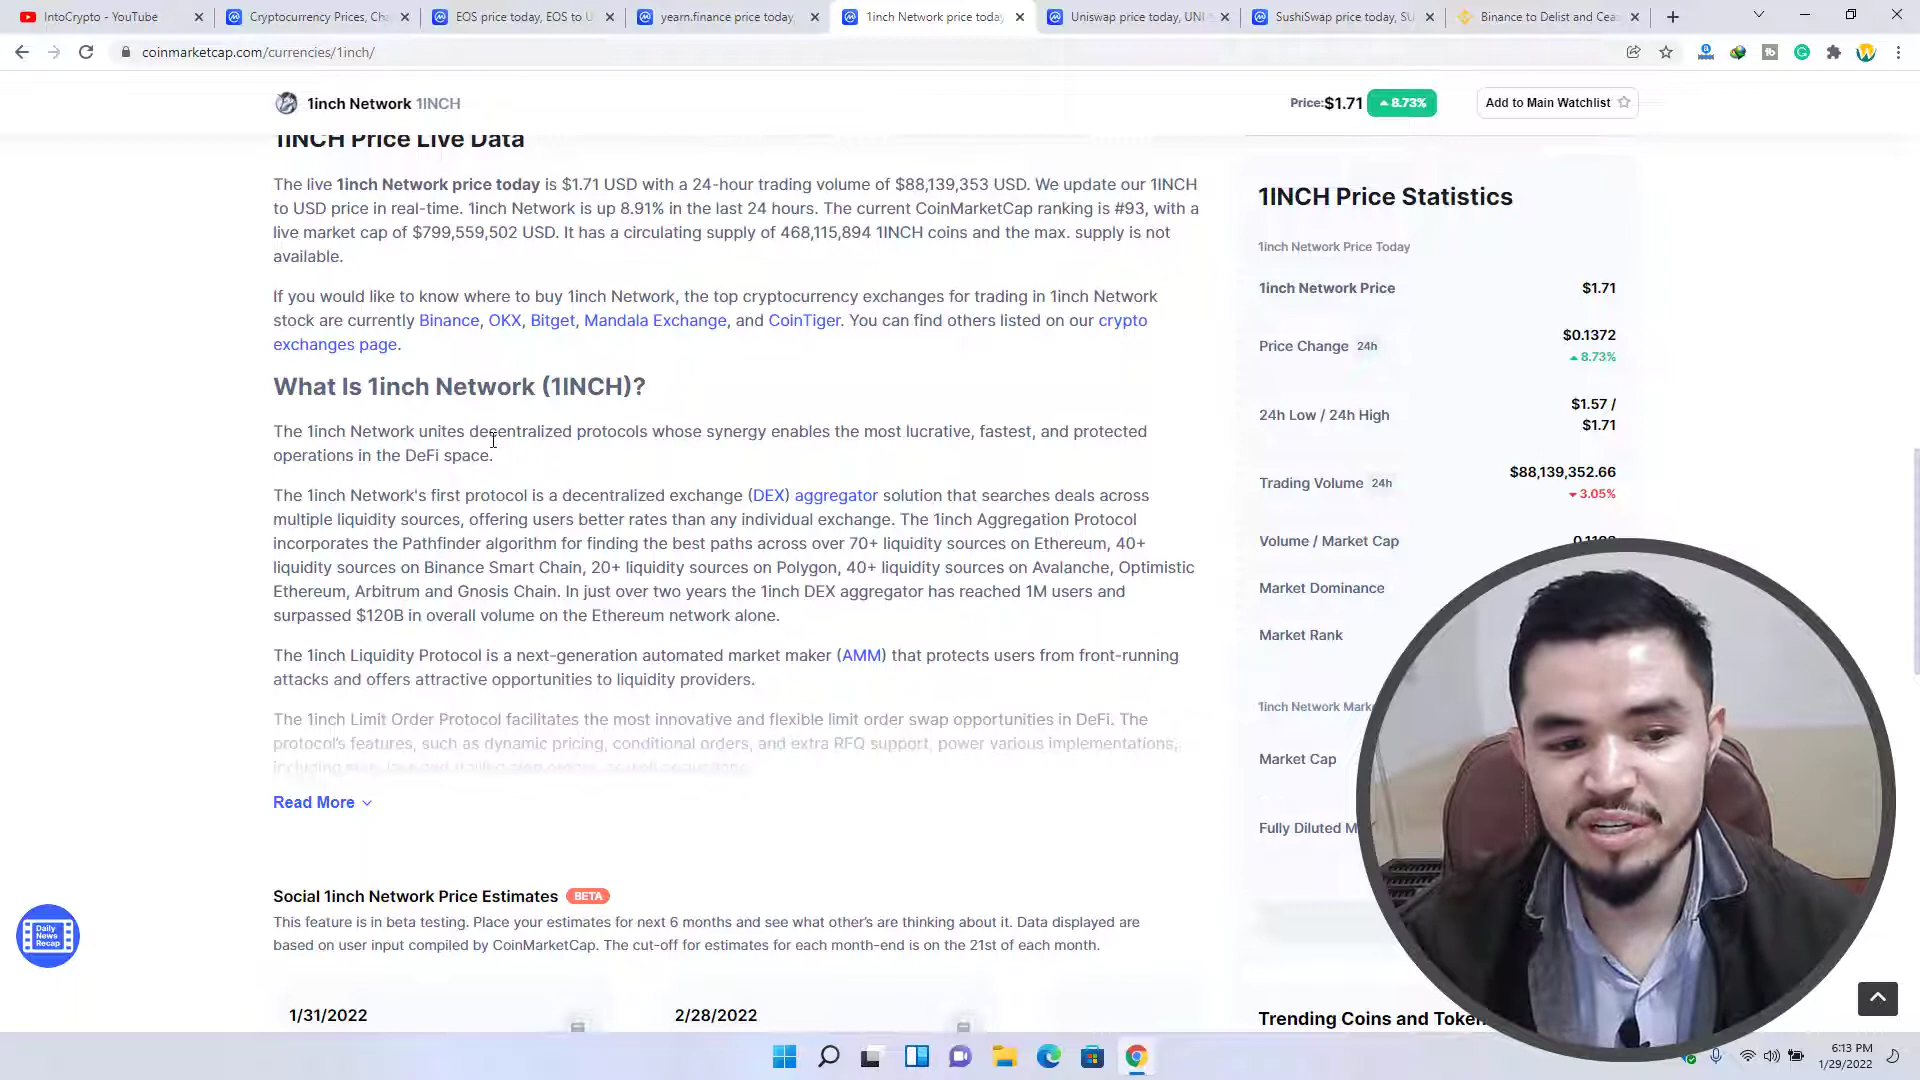 IntoCrypto - YouTube
Cryptocurrency Prices, Cha
EOS price today, EOS to U
yearn.finance price today,
1inch Network price today
Uniswap price today, UNI
SushiSwap price today, SU
Binance to Delist and Cea
coinmarketcap.com/currencies/1inch/
1inch Network 1INCH
Price:$1.71 8.73%
Add to Main Watchlist
1INCH Price Live Data
The live 1inch Network price today is $1.71 USD with a 24-hour trading volume of $88,139,353 USD. We update our 1INCH
to USD price in real-time. 1inch Network is up 8.91% in the last 24 hours. The current CoinMarketCap ranking is #93, with a
live market cap of $799,559,502 USD. It has a circulating supply of 468,115,894 1INCH coins and the max. supply is not
available.
If you would like to know where to buy 1inch Network, the top cryptocurrency exchanges for trading in 1inch Network
stock are currently Binance, OKX, Bitget, Mandala Exchange, and CoinTiger. You can find others listed on our crypto
exchanges page.
What Is 1inch Network (1INCH)?
The 1inch Network unites decentralized protocols whose synergy enables the most lucrative, fastest, and protected
operations in the DeFi space.
The 1inch Network's first protocol is a decentralized exchange (DEX) aggregator solution that searches deals across
multiple liquidity sources, offering users better rates than any individual exchange. The 1inch Aggregation Protocol
incorporates the Pathfinder algorithm for finding the best paths across over 70+ liquidity sources on Ethereum, 40+
liquidity sources on Binance Smart Chain, 20+ liquidity sources on Polygon, 40+ liquidity sources on Avalanche, Optimistic
Ethereum, Arbitrum and Gnosis Chain. In just over two years the 1inch DEX aggregator has reached 1M users and
surpassed $120B in overall volume on the Ethereum network alone.
The 1inch Liquidity Protocol is a next-generation automated market maker (AMM) that protects users from front-running
attacks and offers attractive opportunities to liquidity providers.
The 1inch Limit Order Protocol facilitates the most innovative and flexible limit order swap opportunities in DeFi. The
protocol's features, such as dynamic pricing, conditional orders, and extra RFQ support, power various implementations,
Read More
Social 1inch Network Price Estimates BETA
This feature is in beta testing. Place your estimates for next 6 months and see what other's are thinking about it. Data displayed are
based on user input compiled by CoinMarketCap. The cut-off for estimates for each month-end is on the 21st of each month.
1/31/2022
2/28/2022
1INCH Price Statistics
1inch Network Price Today
1inch Network Price $1.71
Price Change 24h $0.1372
8.73%
24h Low / 24h High $1.57 /
$1.71
Trading Volume 24h $88,139,352.66
3.05%
Volume / Market Cap
Market Dominance
Market Rank
1inch Network Mark
Market Cap
Fully Diluted M
Trending Coins and Token
Daily
News
Recap
6:13 PM
1/29/2022